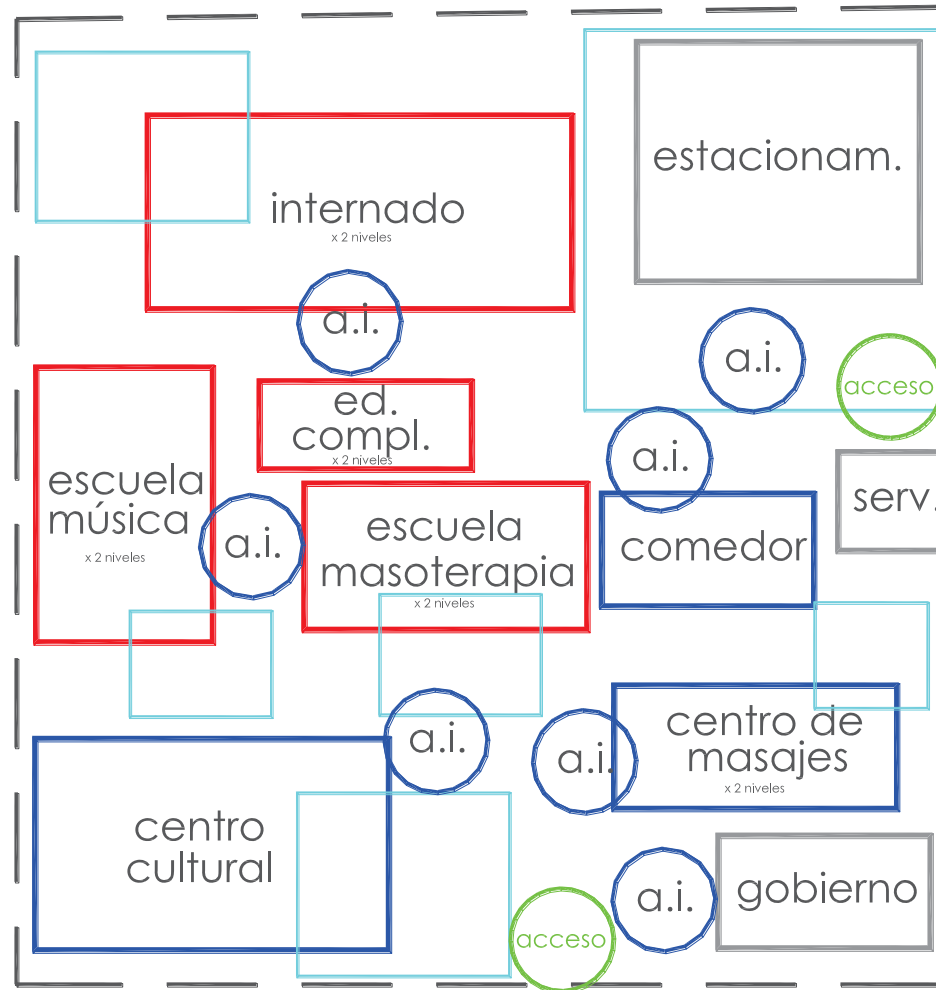 estacionam.
internado
x 2 niveles
a.i.
a.i.
acceso
ed.
compl.
x 2 niveles
a.i.
escuela
música
x 2 niveles
a.i.
escuela
masoterapia
x 2 niveles
comedor
serv.
a.i.
a.i.
centro de
masajes
x 2 niveles
centro
cultural
a.i.
gobierno
acceso